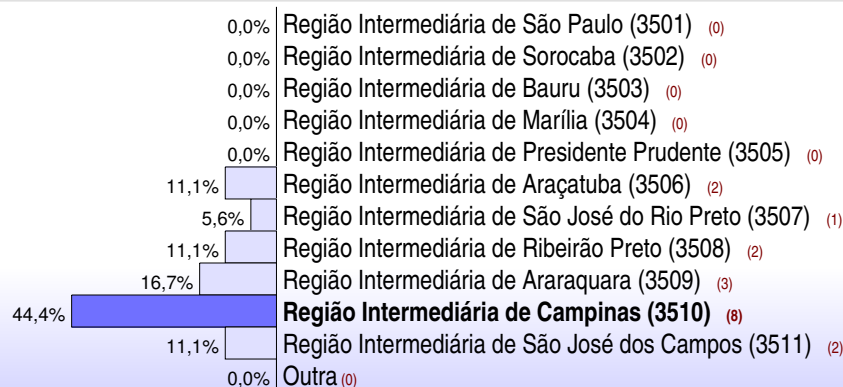 0,0% Região Intermediária de São Paulo (3501) (0)
0,0% Região Intermediária de Sorocaba (3502) (0)
0,0% Região Intermediária de Bauru (3503) (0)
0,0% Região Intermediária de Marília (3504) (0)
0,0% Região Intermediária de Presidente Prudente (3505) (0)
11,1% Região Intermediária de Araçatuba (3506) (2)
5,6% Região Intermediária de São José do Rio Preto (3507) (1)
11,1% Região Intermediária de Ribeirão Preto (3508) (2)
16,7% Região Intermediária de Araraquara (3509) (3)
44,4% Região Intermediária de Campinas (3510) (8)
11,1% Região Intermediária de São José dos Campos (3511) (2)
0,0% Outra (0)